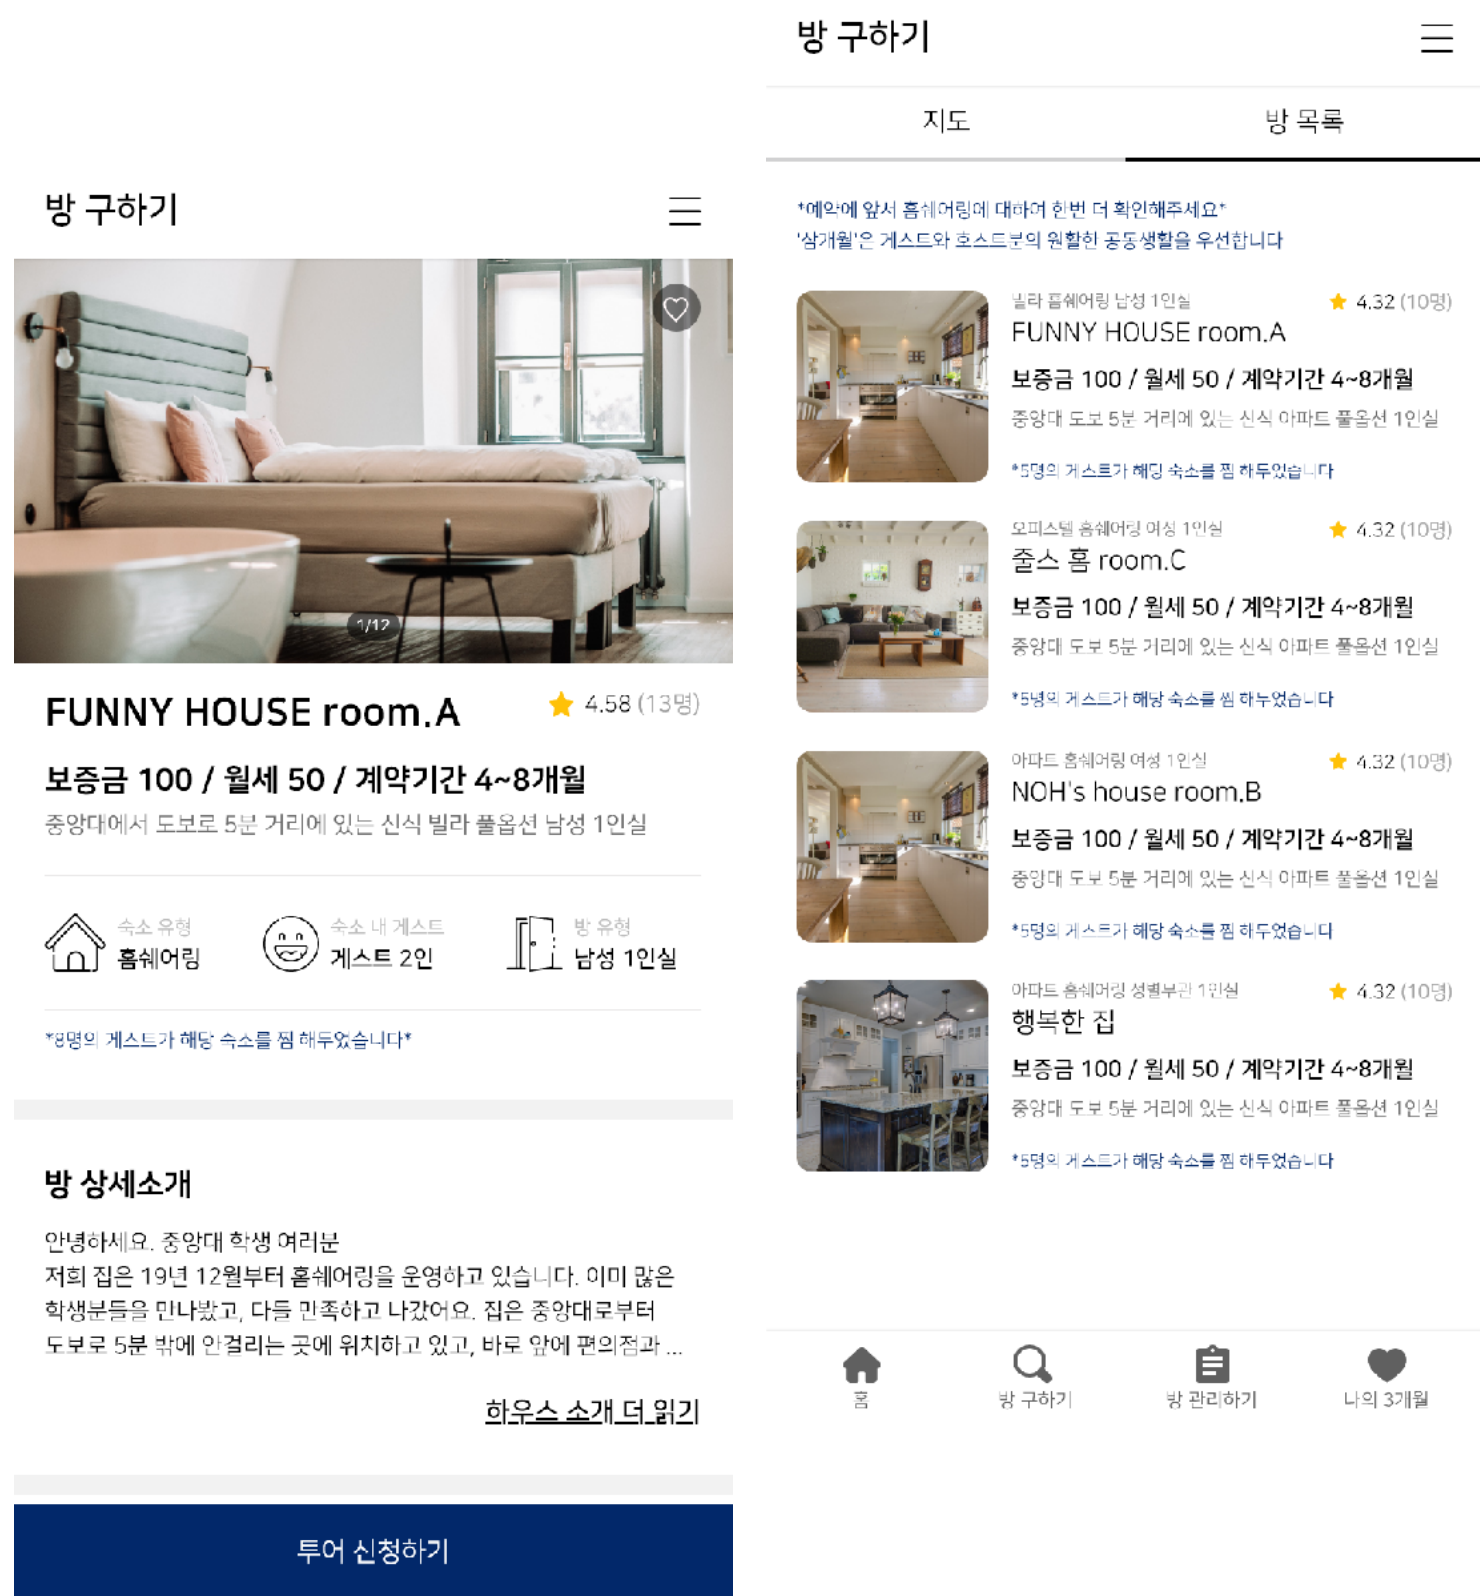 방 구하기
1/12
FUNNY HOUSE room.A
4.58 (13명)
보증금 100 / 월세 50 / 계약기간 4~8개월
중앙대에서 도보로 5분 거리에 있는 신식 빌라 풀옵션 남성 1인실
숙소 유형
홈쉐어링
숙소 내 게스트
게스트 2인
방 유형
남성 1인실
*8명의 게스트가 해당 숙소를 찜 해두었습니다*
방 상세소개
안녕하세요. 중앙대 학생 여러분
저희 집은 19년 12월부터 홈쉐어링을 운영하고 있습니다. 이미 많은
학생분들을 만나봤고, 다들 만족하고 나갔어요. 집은 중앙대로부터
도보로 5분 밖에 안걸리는 곳에 위치하고 있고, 바로 앞에 편의점과 ...
하우스 소개 더 읽기
투어 신청하기
방 구하기
지도
방 목록
*예약에 앞서 홈쉐어링에 대하여 한번 더 확인해주세요*
'삼개월'은 게스트와 호스트분의 원활한 공동생활을 우선합니다
빌라 홈쉐어링 남성 1인실
4.32 (10명)
FUNNY HOUSE room.A
보증금 100 / 월세 50 / 계약기간 4~8개월
중앙대 도보 5분 거리에 있는 신식 아파트 풀옵션 1인실
*5명의 게스트가 해당 숙소를 찜 해두었습니다
오피스텔 홈쉐어링 여성 1인실
4.32 (10명)
줄스 홈 room.C
보증금 100 / 월세 50 / 계약기간 4~8개월
중앙대 도보 5분 거리에 있는 신식 아파트 풀옵션 1인실
*5명의 게스트가 해당 숙소를 찜 해두었습니다
아파트 홈쉐어링 여성 1인실
4.32 (10명)
NOH's house room.B
보증금 100 / 월세 50 / 계약기간 4~8개월
중앙대 도보 5분 거리에 있는 신식 아파트 풀옵션 1인실
*5명의 게스트가 해당 숙소를 찜 해두었습니다
아파트 홈쉐어링 성별무관 1인실
4.32 (10명)
행복한 집
보증금 100 / 월세 50 / 계약기간 4~8개월
중앙대 도보 5분 거리에 있는 신식 아파트 풀옵션 1인실
*5명의 게스트가 해당 숙소를 찜 해두었습니다
홈
방 구하기
방 관리하기
나의 3개월